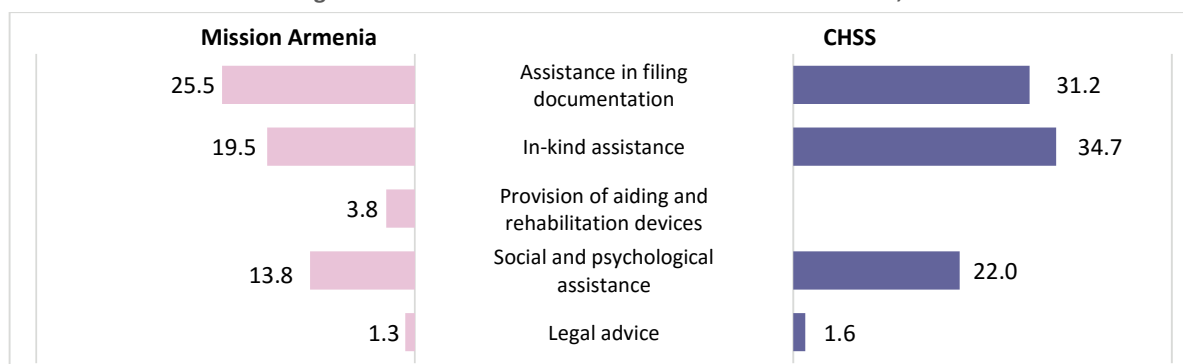 Mission Armenia
CHSS
25.5
Assistance in filing
documentation
31.2
19.5
In-kind assistance
34.7
3.8
Provision of aiding and
rehabilitation devices
13.8
Social and psychological
assistance
22.0
1.3
Legal advice
1.6